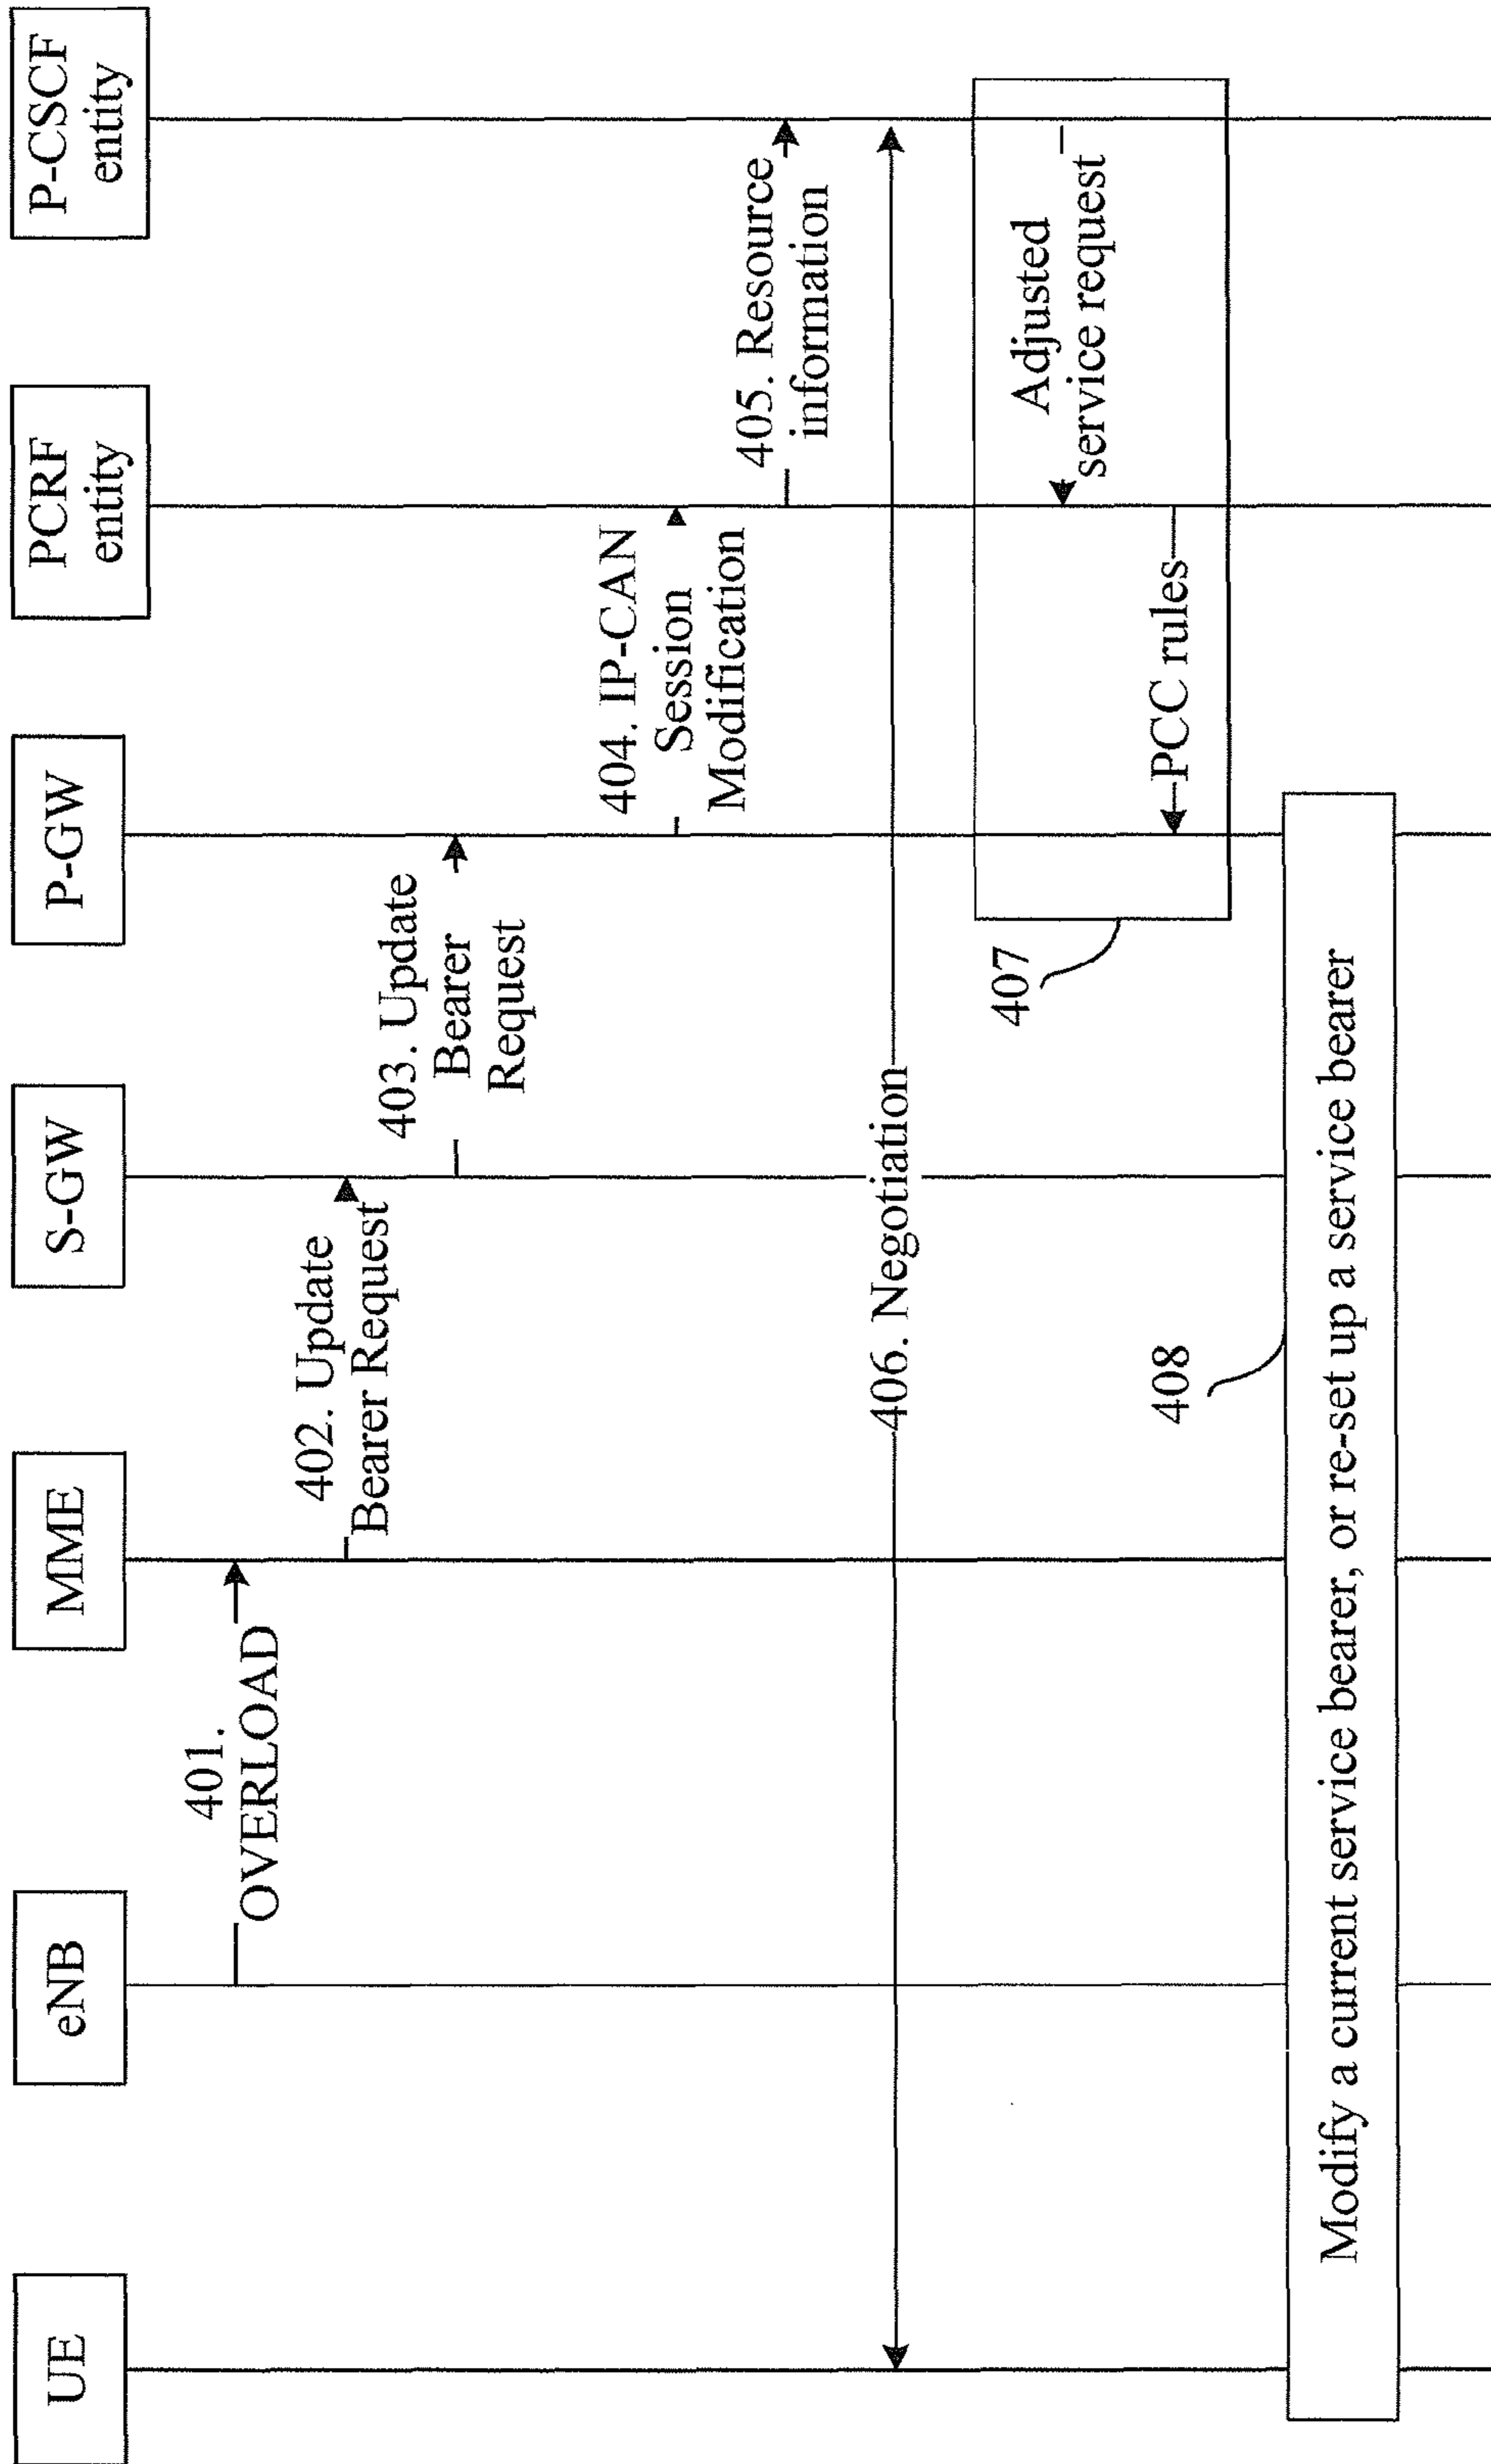 UE
eNB
MME
S-GW
P-GW
PCRF
entity
P-CSCF
entity
401.
OVERLOAD
402. Update
Bearer Request
403. Update
Bearer
Request
404. IP-CAN
Session
Modification
405. Resource
information
406. Negotiation
407
Adjusted
service request
PCC rules
408
Modify a current service bearer, or re-set up a service bearer